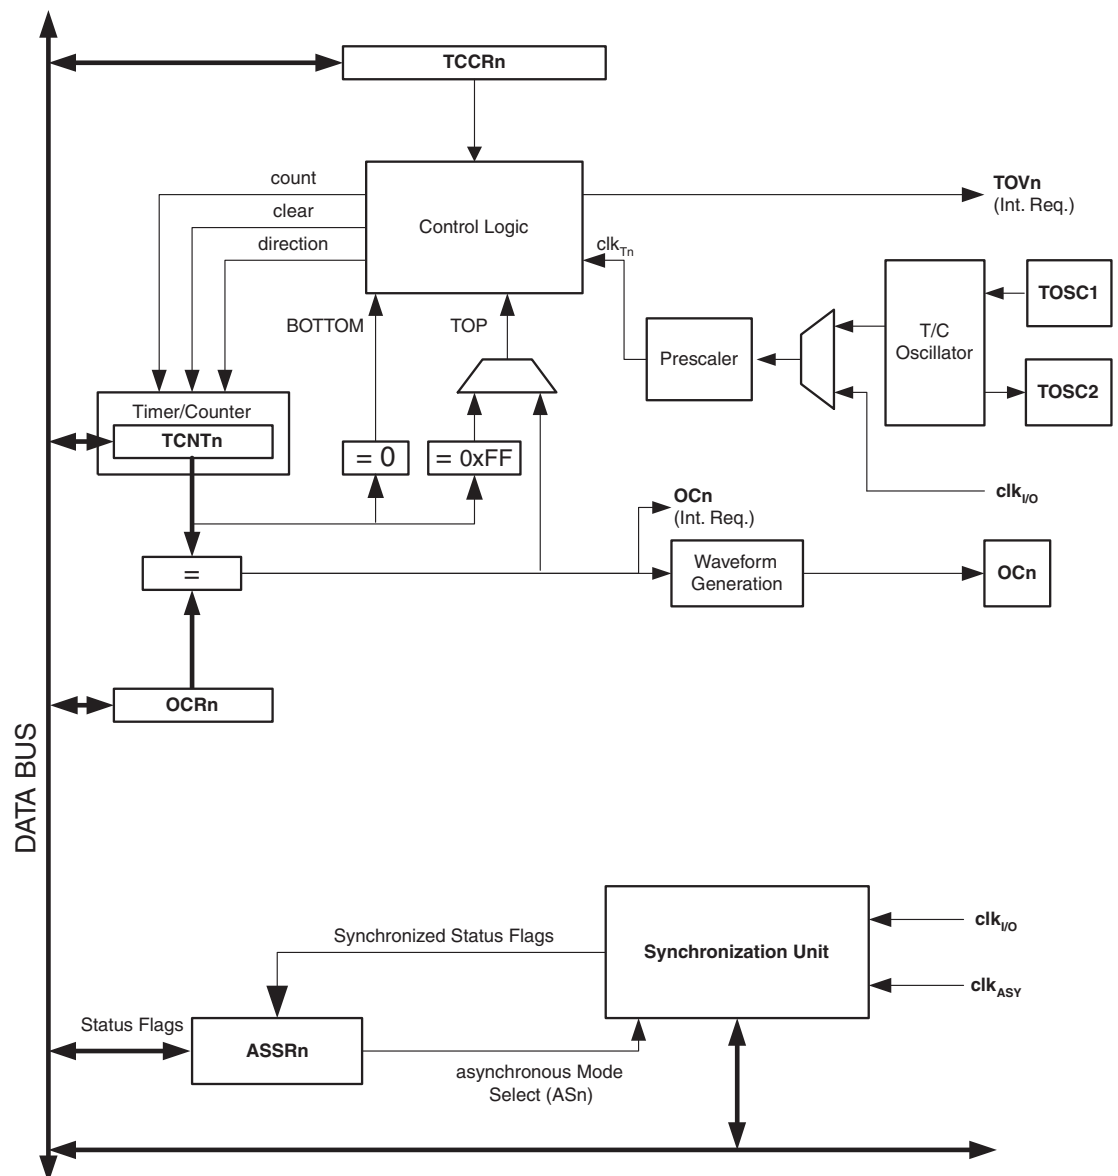 TCCRn
count
clear
direction
Control Logic
TOVn
(Int. Req.)
clkTn
BOTTOM
TOP
Prescaler
T/C
Oscillator
TOSC1
TOSC2
Timer/Counter
TCNTn
= 0
= 0xFF
clkI/O
OCn
(Int. Req.)
=
Waveform
Generation
OCn
OCRn
DATA BUS
Synchronized Status Flags
Synchronization Unit
clkI/O
clkASY
Status Flags
ASSRn
asynchronous Mode
Select (ASn)